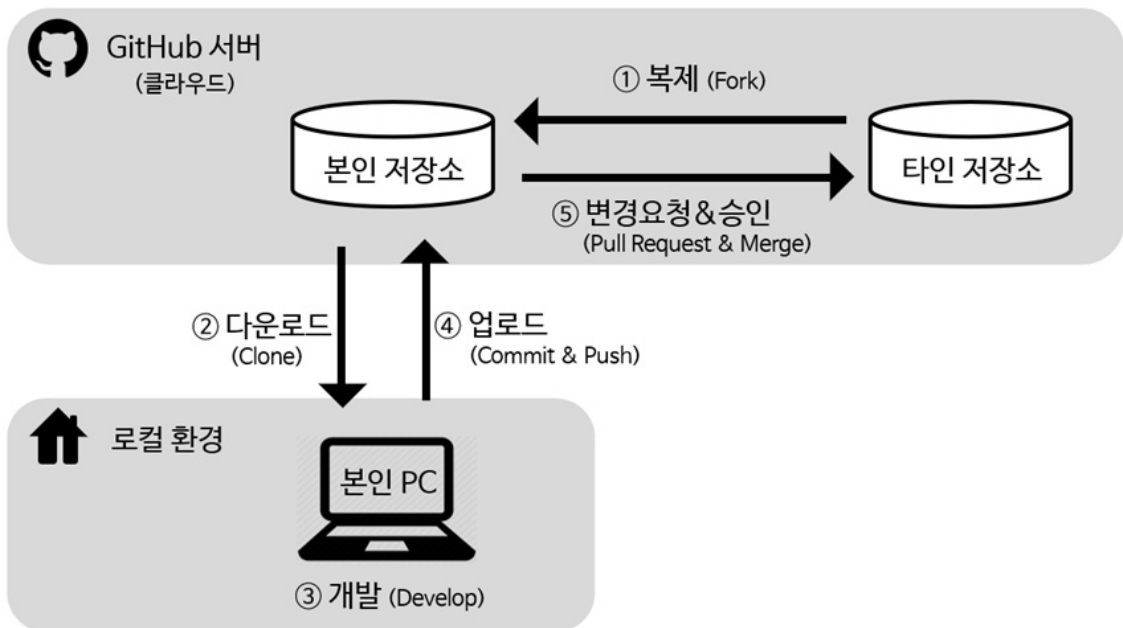 GitHub 서버
(클라우드)
① 복제 (Fork)
본인 저장소
타인 저장소
⑤ 변경요청&승인
(Pull Request & Merge)
② 다운로드
(Clone)
④ 업로드
(Commit & Push)
로컬 환경
본인 PC
③ 개발 (Develop)